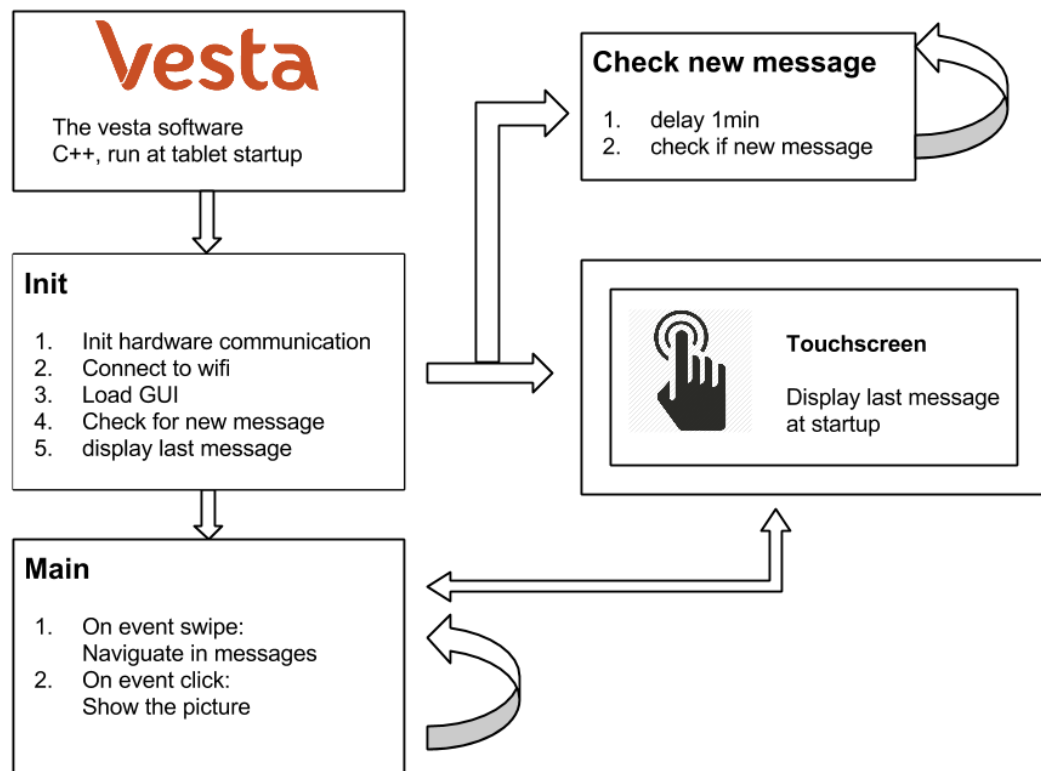 Vesta
The vesta software
C++, run at tablet startup
Check new message
1. delay 1min
2. check if new message
Init
1. Init hardware communication
2. Connect to wifi
3. Load GUI
4. Check for new message
5. display last message
Touchscreen
Display last message
at startup
Main
1. On event swipe:
Naviguate in messages
2. On event click:
Show the picture